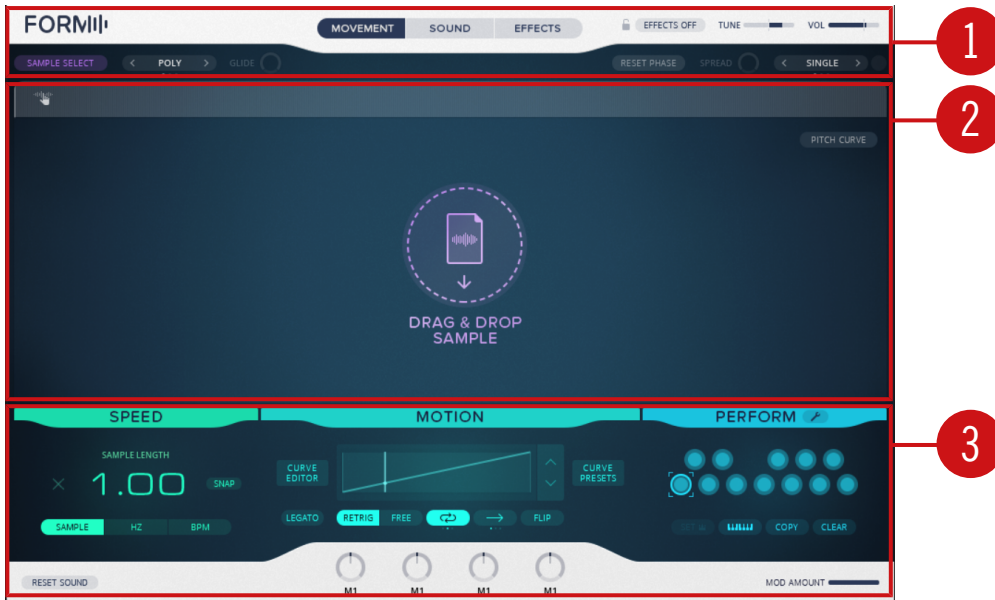 FORM
MOVEMENT SOUND EFFECTS
EFFECTS OFF TUNE VOL
1
SAMPLE SELECT < POLY > GLIDE
RESET PHASE SPREAD < SINGLE >
2
PITCH CURVE
DRAG & DROP
SAMPLE
3
SPEED
MOTION
PERFORM
SAMPLE LENGTH
× 1.00 SNAP
SAMPLE HZ BPM
CURVE
EDITOR
CURVE
PRESETS
LEGATO RETRIG FREE FLIP
COPY CLEAR
RESET SOUND
M1 M1 M1 M1
MOD AMOUNT